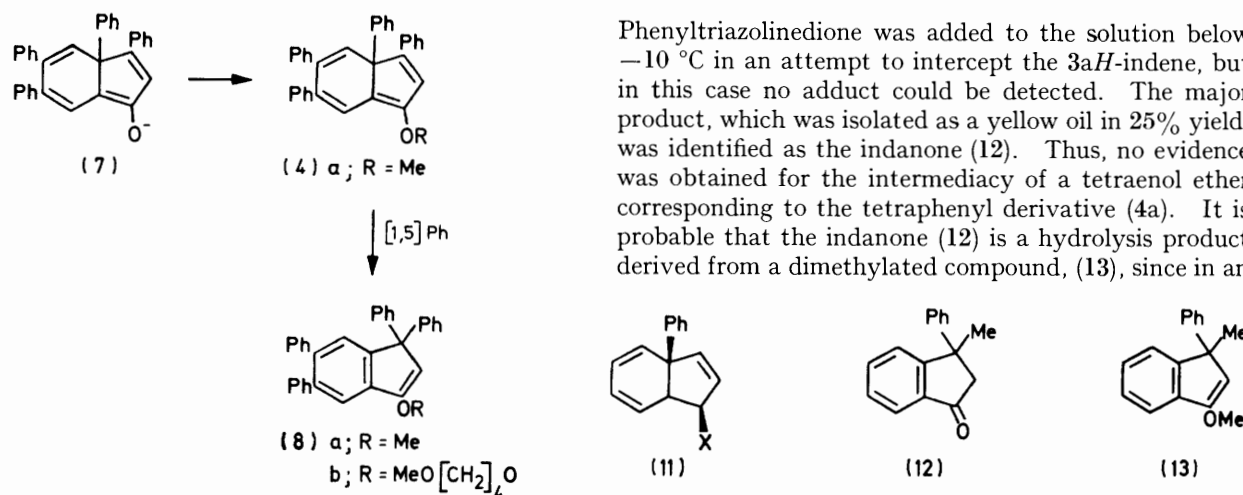 Ph
Ph
Ph
Ph
O⁻
(7)
Ph
Ph
Ph
Ph
OR
(4) a; R = Me
[1,5] Ph
Ph
Ph
Ph
Ph
OR
(8) a; R = Me
b; R = MeO[CH₂]₄O
Phenyltriazolinedione was added to the solution below
−10 °C in an attempt to intercept the 3aH-indene, but
in this case no adduct could be detected. The major
product, which was isolated as a yellow oil in 25% yield
was identified as the indanone (12). Thus, no evidence
was obtained for the intermediacy of a tetraenol ether
corresponding to the tetraphenyl derivative (4a). It is
probable that the indanone (12) is a hydrolysis product
derived from a dimethylated compound, (13), since in an
Ph
X
(11)
Ph
Me
O
(12)
Ph
Me
OMe
(13)